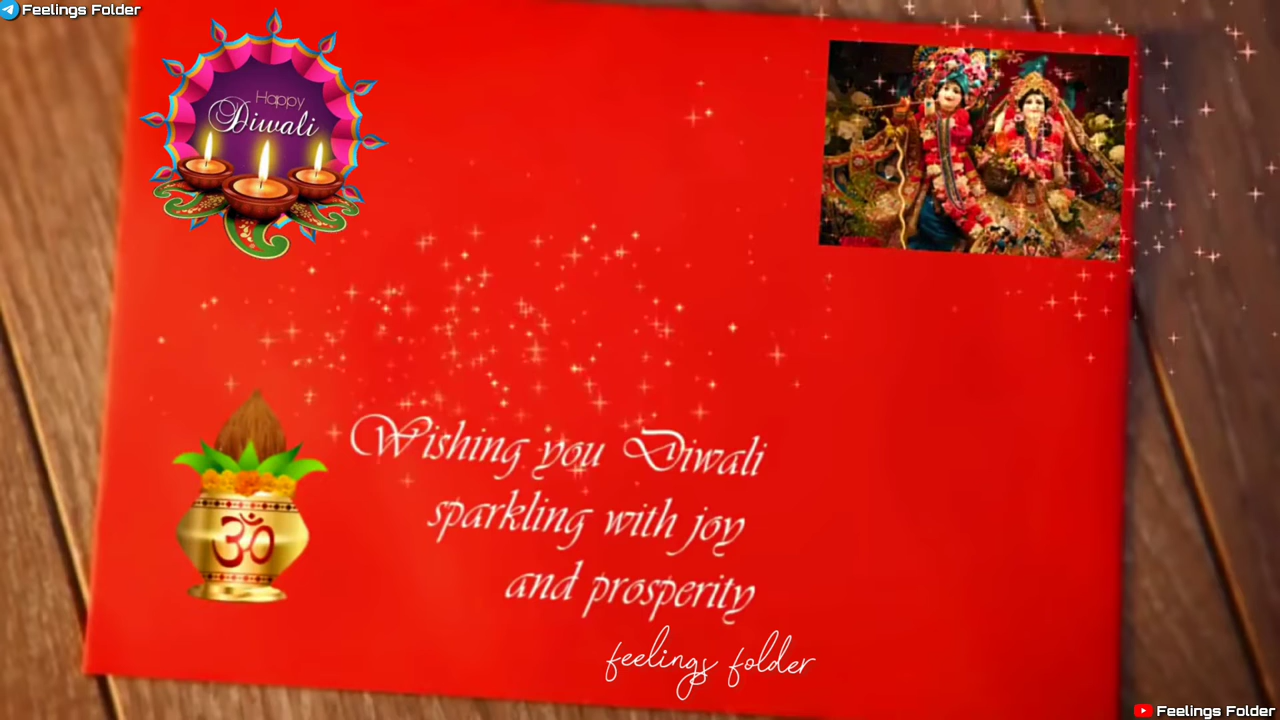 Feelings Folder
Happy
Diwali
ॐ
Wishing you Diwali
sparkling with joy
and prosperity
feelings folder
Feelings Folder